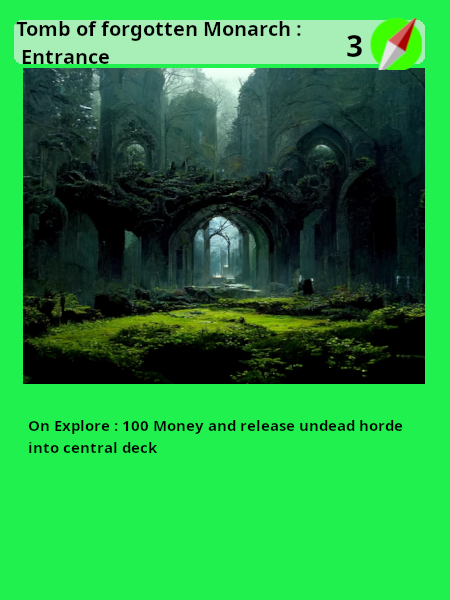 Tomb of forgotten Monarch :
Entrance
3
On Explore : 100 Money and release undead horde
into central deck